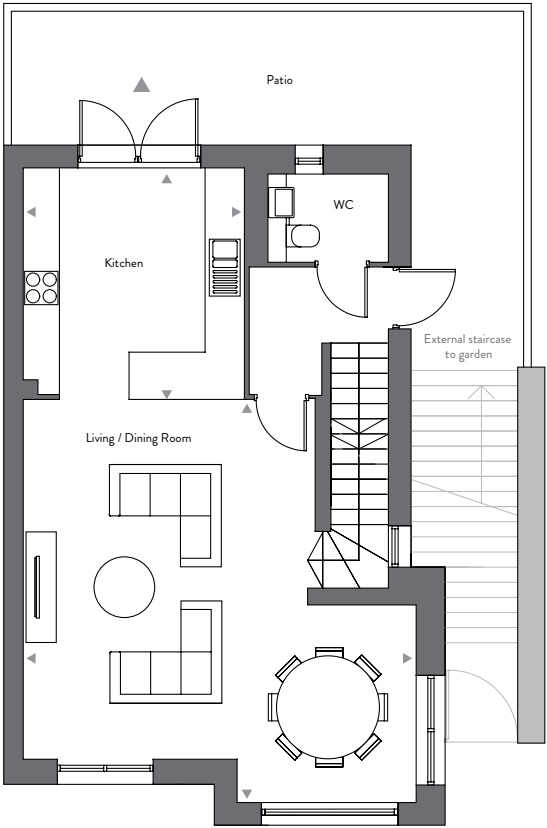 Patio
WC
Kitchen
External staircase
to garden
Living / Dining Room